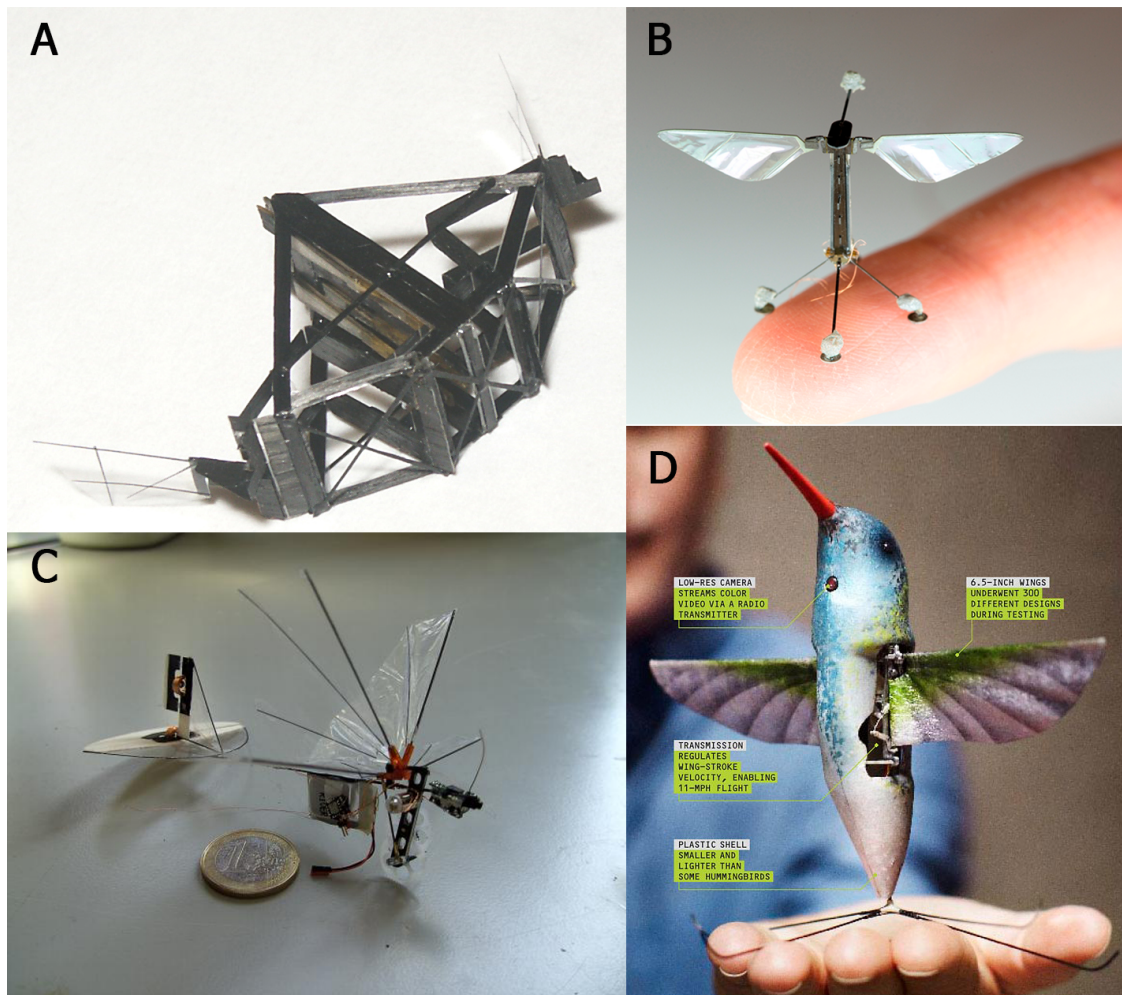 A
B
C
D
LOW-RES CAMERA
STREAMS COLOR
VIDEO VIA A RADIO
TRANSMITTER
6.5-INCH WINGS
UNDERWENT 300
DIFFERENT DESIGNS
DURING TESTING
TRANSMISSION
REGULATES
WING-STROKE
VELOCITY, ENABLING
11-MPH FLIGHT
PLASTIC SHELL
SMALLER AND
LIGHTER THAN
SOME HUMMINGBIRDS
1